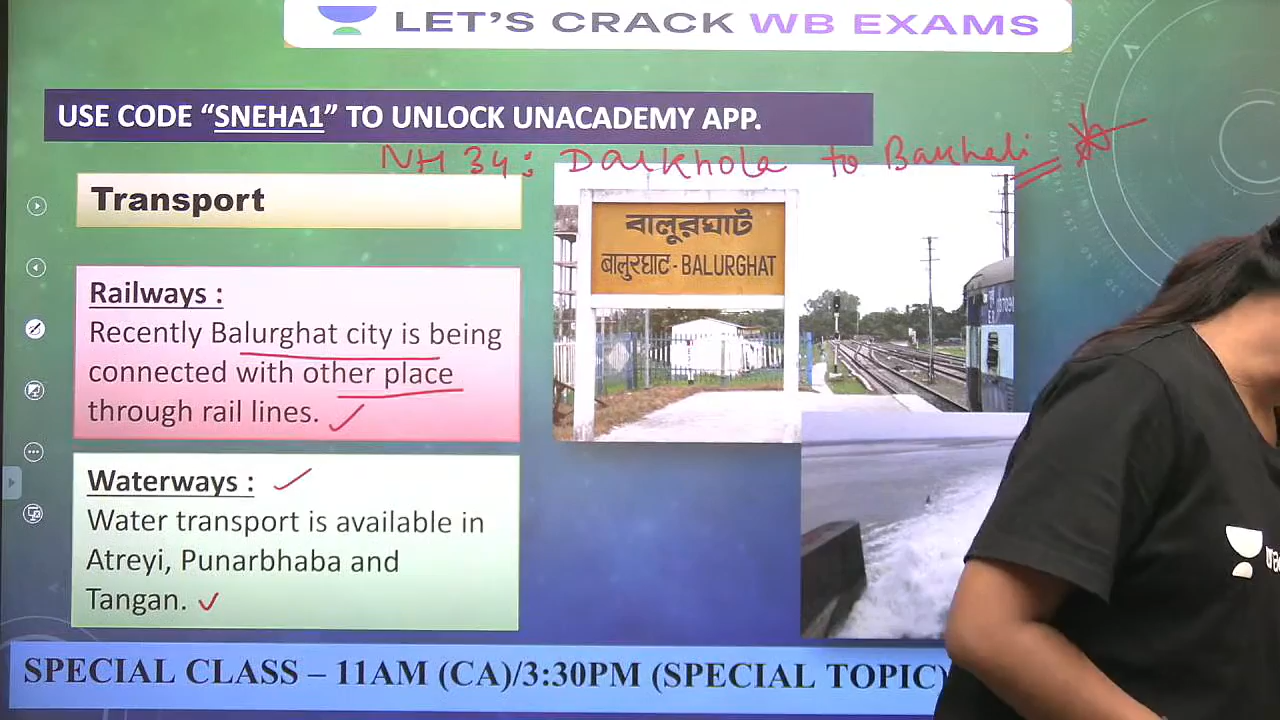 LET'S CRACK WB EXAMS
USE CODE “SNEHA1” TO UNLOCK UNACADEMY APP.
NH 34: Dalkhola to Bakhali
Transport
বালুরঘাট
बालुरघाट - BALURGHAT
Railways :
Recently Balurghat city is being
connected with other place
through rail lines.
Waterways :
Water transport is available in
Atreyi, Punarbhaba and
Tangan.
SPECIAL CLASS – 11AM (CA)/3:30PM (SPECIAL TOPIC)